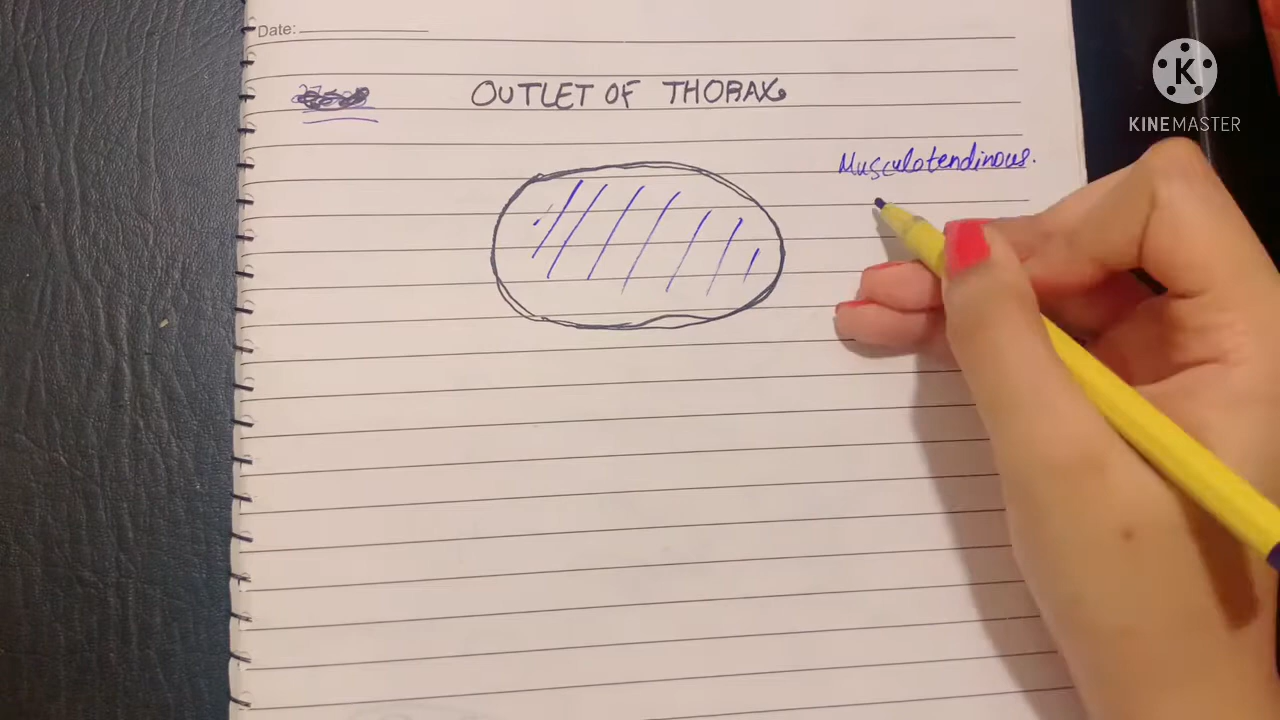 Date:
OUTLET OF THORAX
Musculotendinous.
K
KINEMASTER